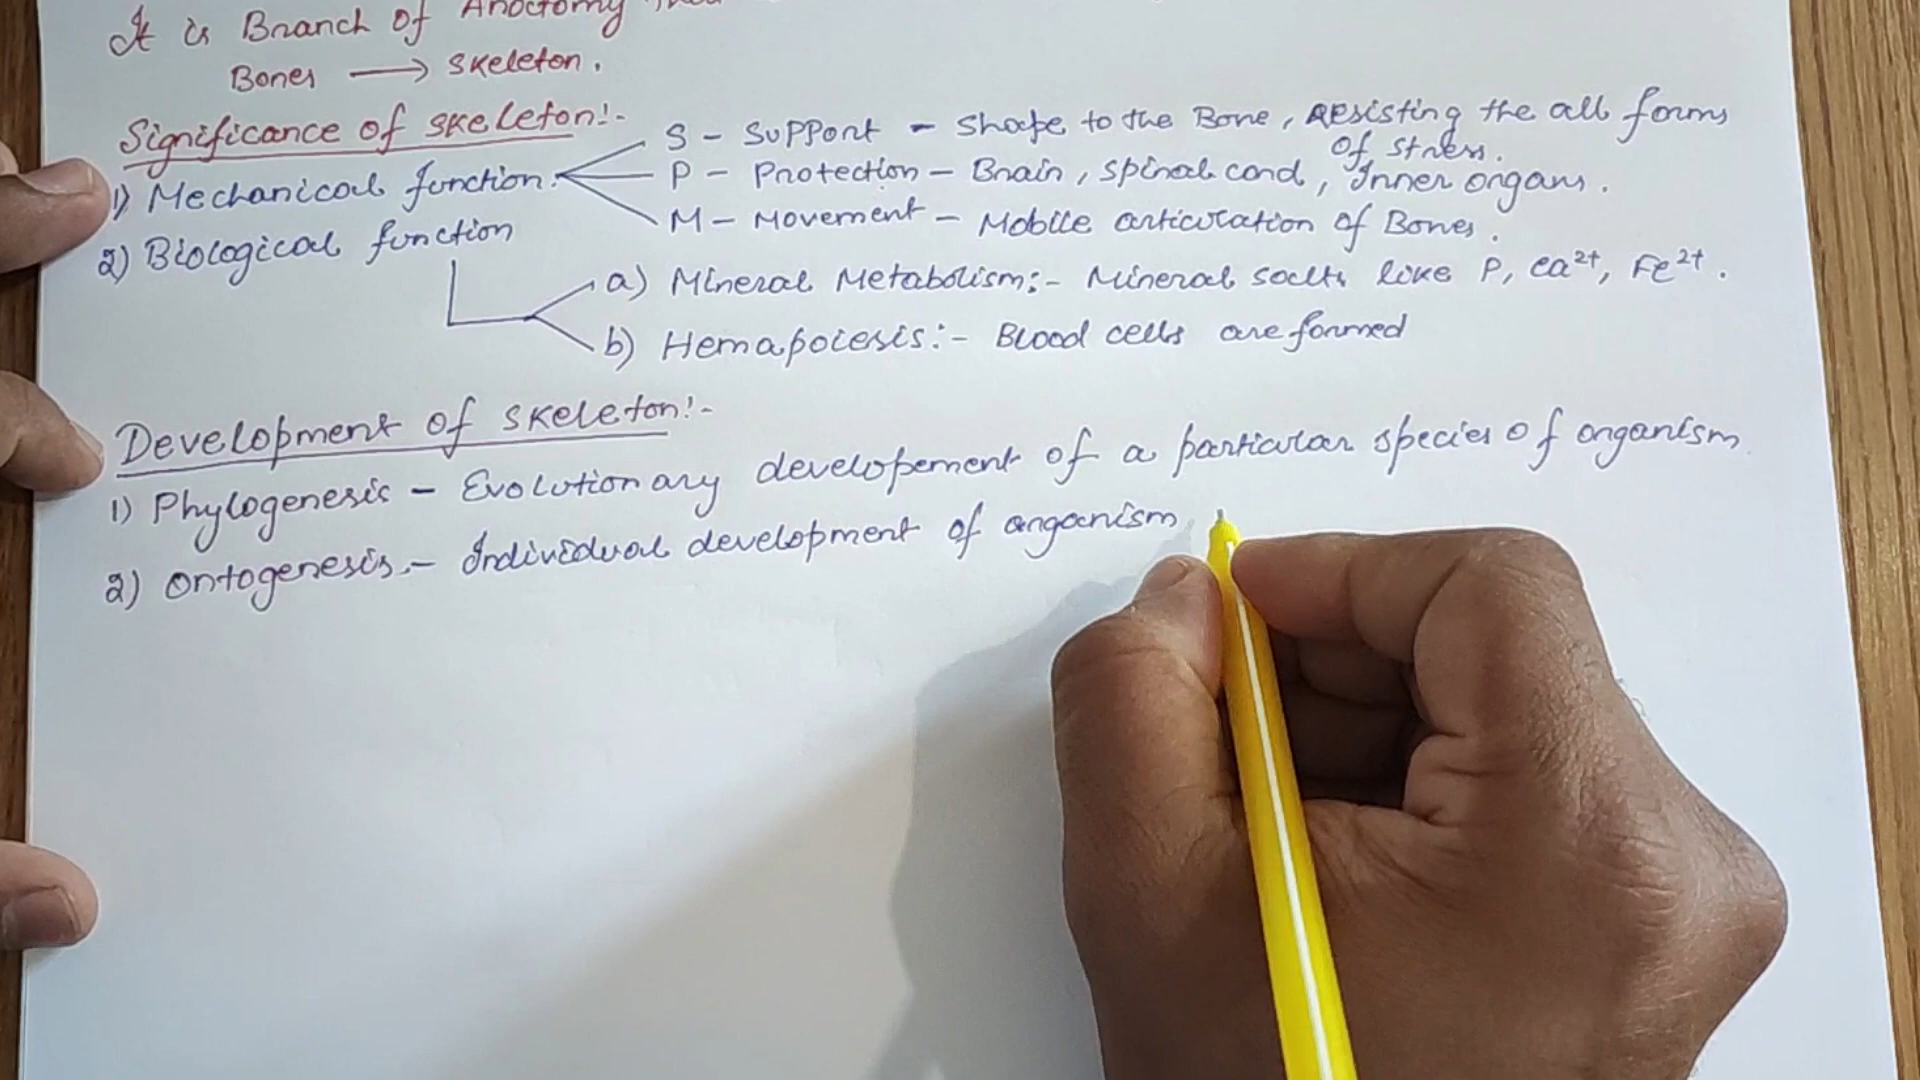 It is Branch of Anoctomy
Bones → skeleton.
Significance of skeleton:-
1) Mechanical function.
S - Support - shape to the Bone, Resisting the all forms of stress.
P - Protection - Brain, spinal cord, Inner organs.
M - Movement - Mobile articulation of Bones.
2) Biological function
a) Mineral Metabolism:- Mineral salts like P, Ca²⁺, Fe²⁺.
b) Hemapoiesis:- Blood cells are formed
Development of skeleton:-
1) Phylogenesis - Evolutionary developement of a particular species of organism
2) Ontogenesis.- Individual development of organism